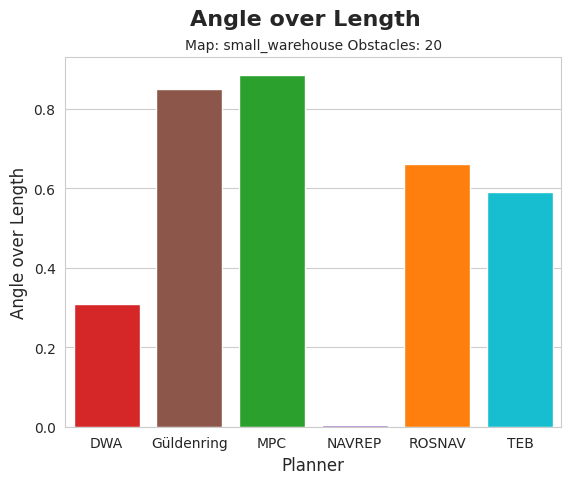 Angle over Length
Map: small_warehouse Obstacles: 20
Angle over Length
0.8
0.6
0.4
0.2
0.0
DWA Güldenring MPC NAVREP ROSNAV TEB
Planner